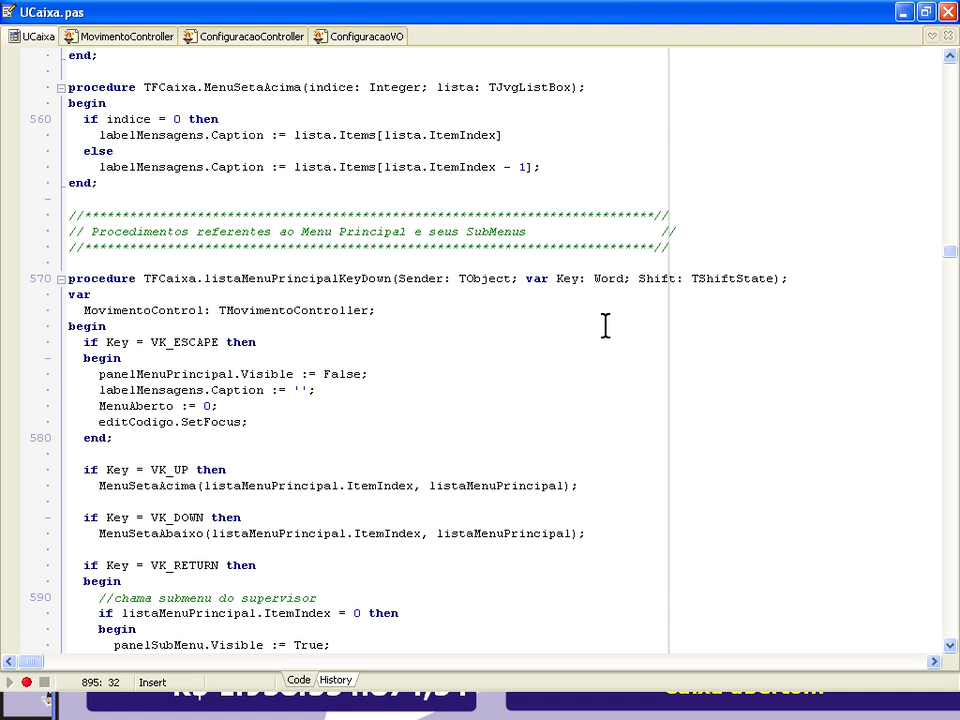 UCaixa.pas
UCaixa MovimentoController ConfiguracaoController ConfiguracaoVO
end;
procedure TFCaixa.MenuSetaAcima(indice: Integer; lista: TJvgListBox);
begin
560 if indice = 0 then
labelMensagens.Caption := lista.Items[lista.ItemIndex]
else
labelMensagens.Caption := lista.Items[lista.ItemIndex - 1];
end;
//****************************************************************************//
// Procedimentos referentes ao Menu Principal e seus SubMenus //
//****************************************************************************//
570 procedure TFCaixa.listaMenuPrincipalKeyDown(Sender: TObject; var Key: Word; Shift: TShiftState);
var
MovimentoControl: TMovimentoController;
begin
if Key = VK_ESCAPE then
begin
panelMenuPrincipal.Visible := False;
labelMensagens.Caption := '';
MenuAberto := 0;
editCodigo.SetFocus;
580 end;
if Key = VK_UP then
MenuSetaAcima(listaMenuPrincipal.ItemIndex, listaMenuPrincipal);
if Key = VK_DOWN then
MenuSetaAbaixo(listaMenuPrincipal.ItemIndex, listaMenuPrincipal);
if Key = VK_RETURN then
begin
590 //chama submenu do supervisor
if listaMenuPrincipal.ItemIndex = 0 then
begin
panelSubMenu.Visible := True;
895: 32 Insert Code History